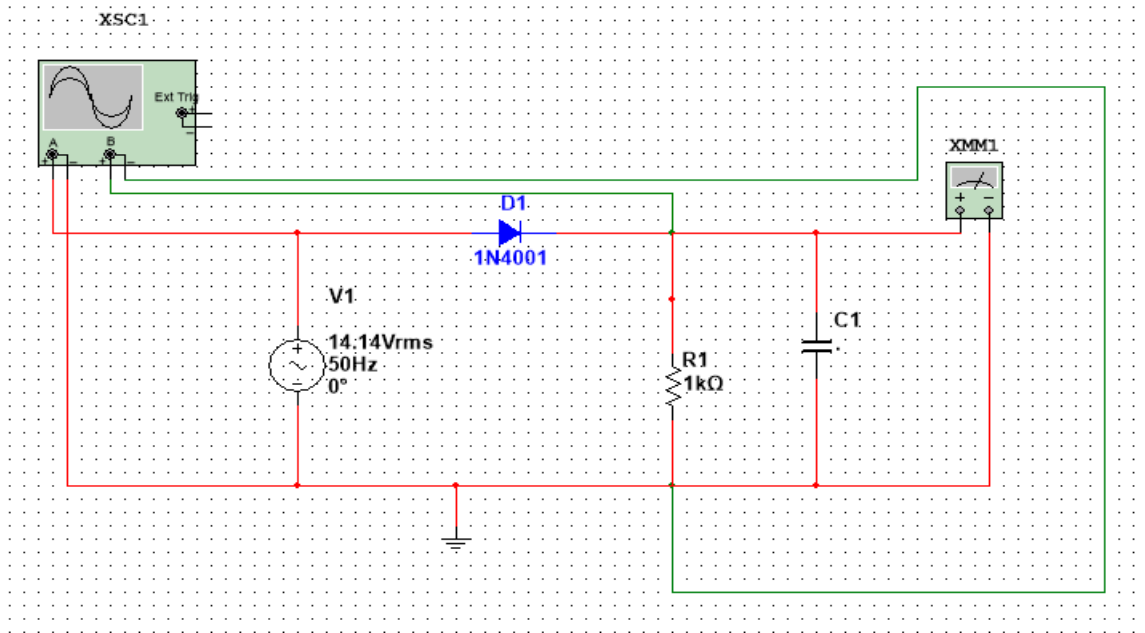 XSC1
Ext Trig
+
−
A
B
+
−
+
−
XMM1
+
−
D1
1N4001
V1
+
−
14.14Vrms
50Hz
0°
C1
R1
1kΩ